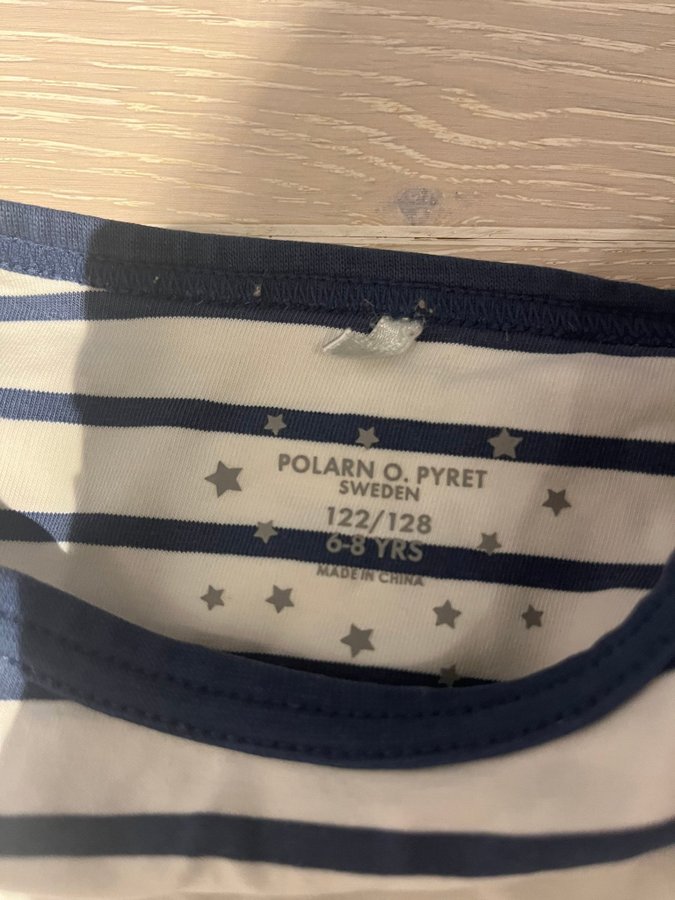 POLARN O. PYRET
SWEDEN
122/128
6-8 YRS
MADE IN CHINA